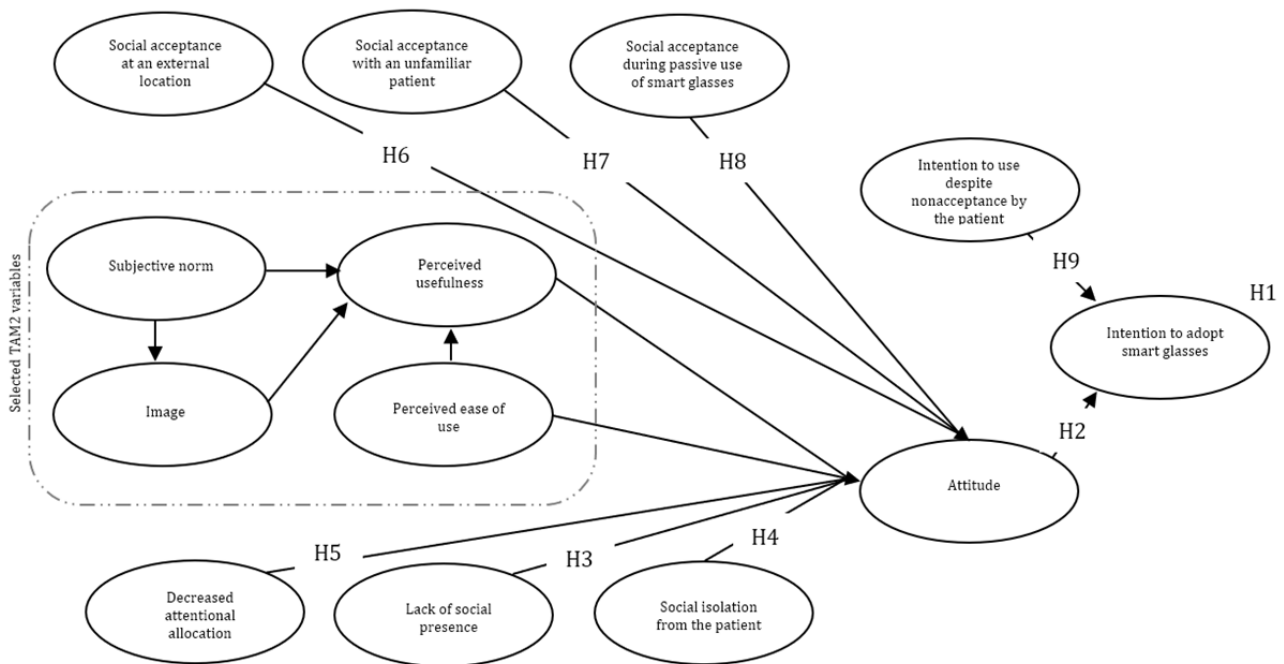 Social acceptance
at an external
location
Social acceptance
with an unfamiliar
patient
Social acceptance
during passive use
of smart glasses
H6
H7
H8
Intention to use
despite
nonacceptance by
the patient
H9
H1
Selected TAM2 variables
Subjective norm
Perceived
usefulness
Intention to adopt
smart glasses
Image
Perceived ease of
use
H2
Attitude
H5
H3
H4
Decreased
attentional
allocation
Lack of social
presence
Social isolation
from the patient